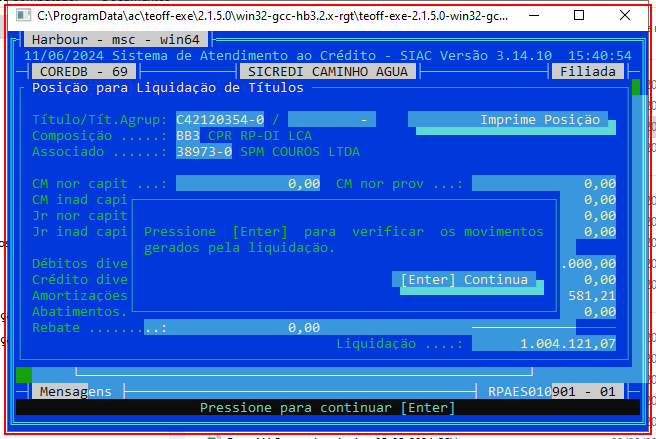 C:\ProgramData\ac\teoff-exe\2.1.5.0\win32-gcc-hb3.2.x-rgt\teoff-exe-2.1.5.0-win32-gc...
Harbour - msc - win64
11/06/2024 Sistema de Atendimento ao Crédito - SIAC Versão 3.14.10 15:40:54
COREDB - 69 SICREDI CAMINHO AGUA Filiada
Posição para Liquidação de Títulos
Título/Tít.Agrup: C42120354-0 / - Imprime Posição
Composição .....: BB3 CPR RP-DI LCA
Associado ......: 38973-0 SPM COUROS LTDA
CM nor capit ...: 0,00 CM nor prov ...: 0,00
CM inad capi 0,00
Jr nor capit 0,00
Jr inad capi 0,00
Pressione [Enter] para verificar os movimentos
gerados pela liquidação.
Débitos dive .000,00
Crédito dive [Enter] Continua 0,00
Amortizações 581,21
Abatimentos. 0,00
Rebate .........: 0,00
Liquidação ....: 1.004.121,07
Mensagens RPAES010901 - 01
Pressione para continuar [Enter]